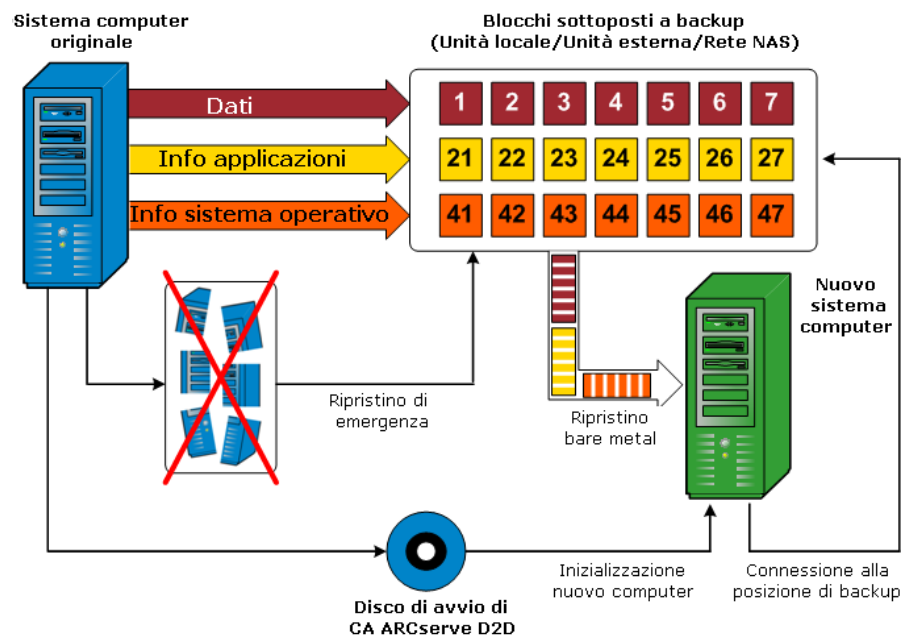 Sistema computer
originale
Blocchi sottoposti a backup
(Unità locale/Unità esterna/Rete NAS)
Dati
1 2 3 4 5 6 7
Info applicazioni
21 22 23 24 25 26 27
Info sistema operativo
41 42 43 44 45 46 47
Nuovo
sistema
computer
Ripristino di
emergenza
Ripristino
bare metal
Inizializzazione
nuovo computer
Connessione alla
posizione di backup
Disco di avvio di
CA ARCserve D2D